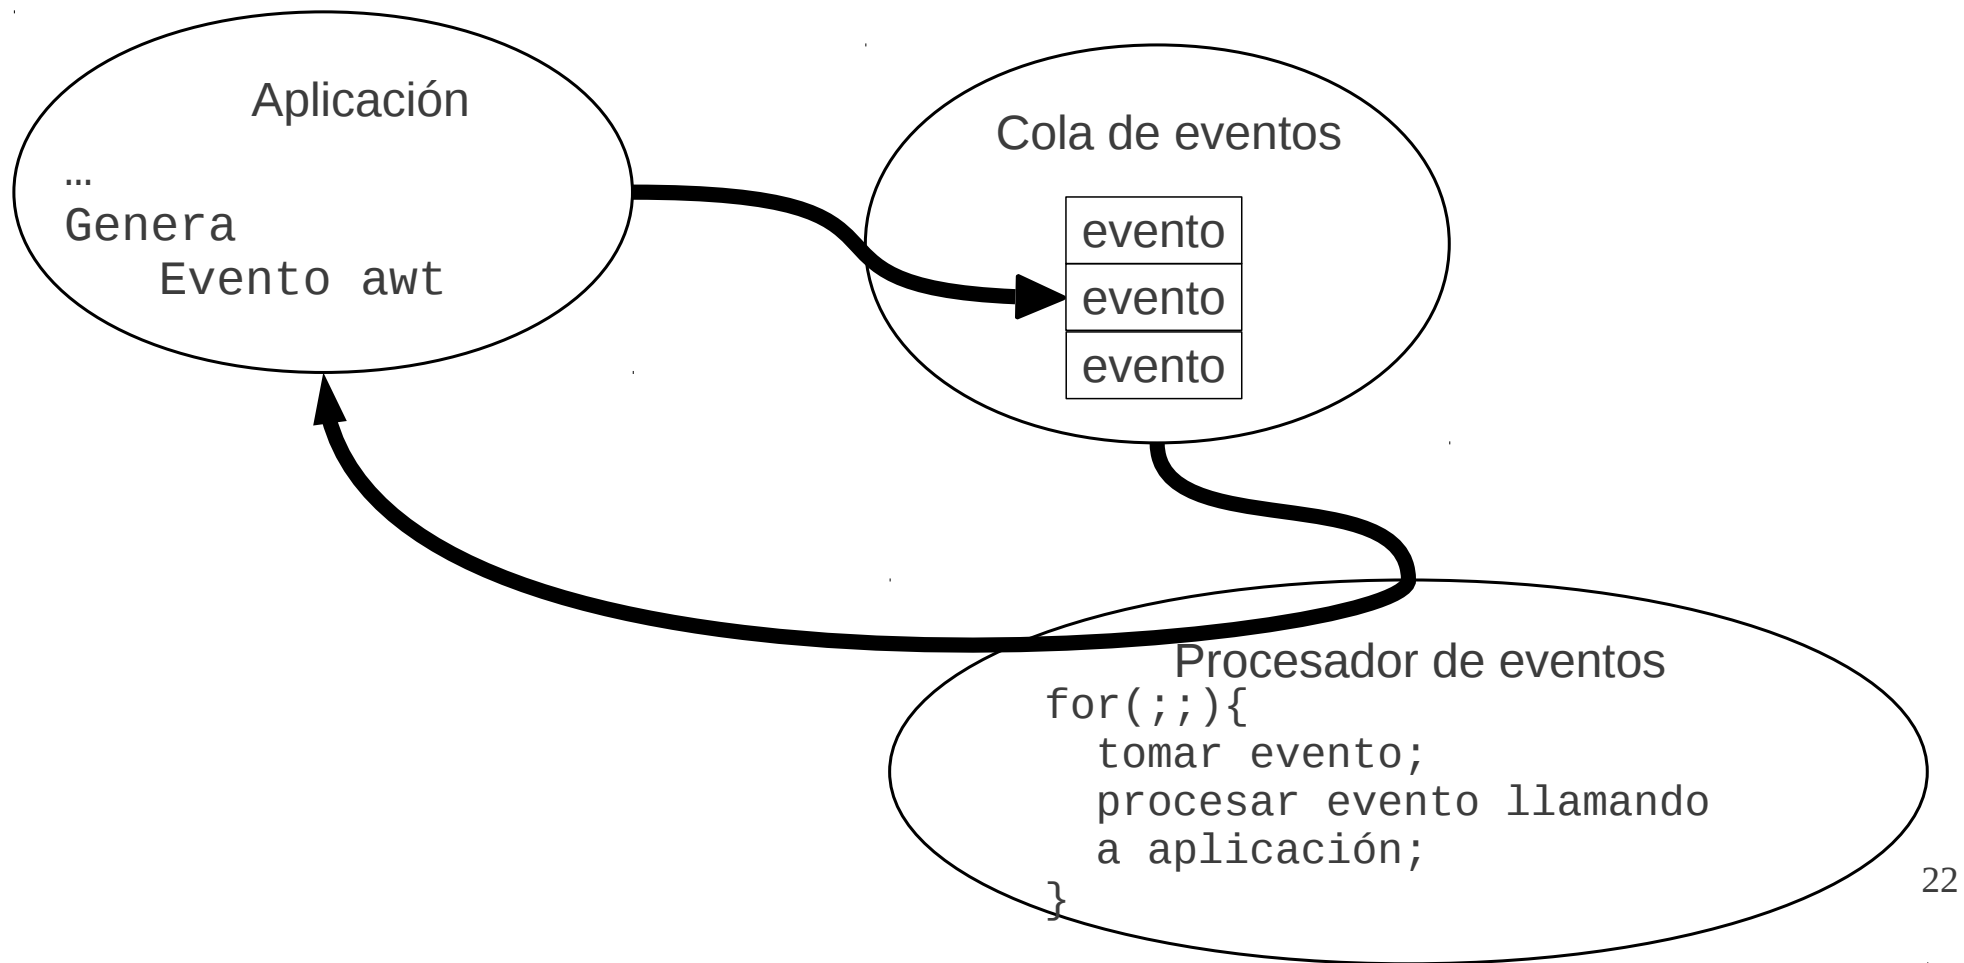 Aplicación
…
Genera
Evento awt
Cola de eventos
evento
evento
evento
Procesador de eventos
for(;;){
tomar evento;
procesar evento llamando
a aplicación;
}
22